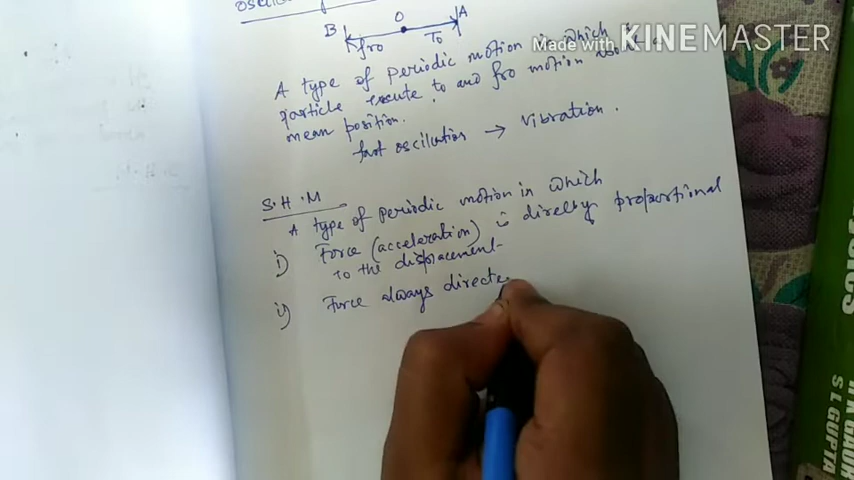 B O A
fro To
A type of periodic motion in which
particle execute to and fro motion
mean position.
fast oscillation → vibration.
S.H.M
A type of periodic motion in which
i) Force (acceleration) is directly proportional
to the displacement
ii) Force always directe
Made with KINEMASTER
S L GUPTA